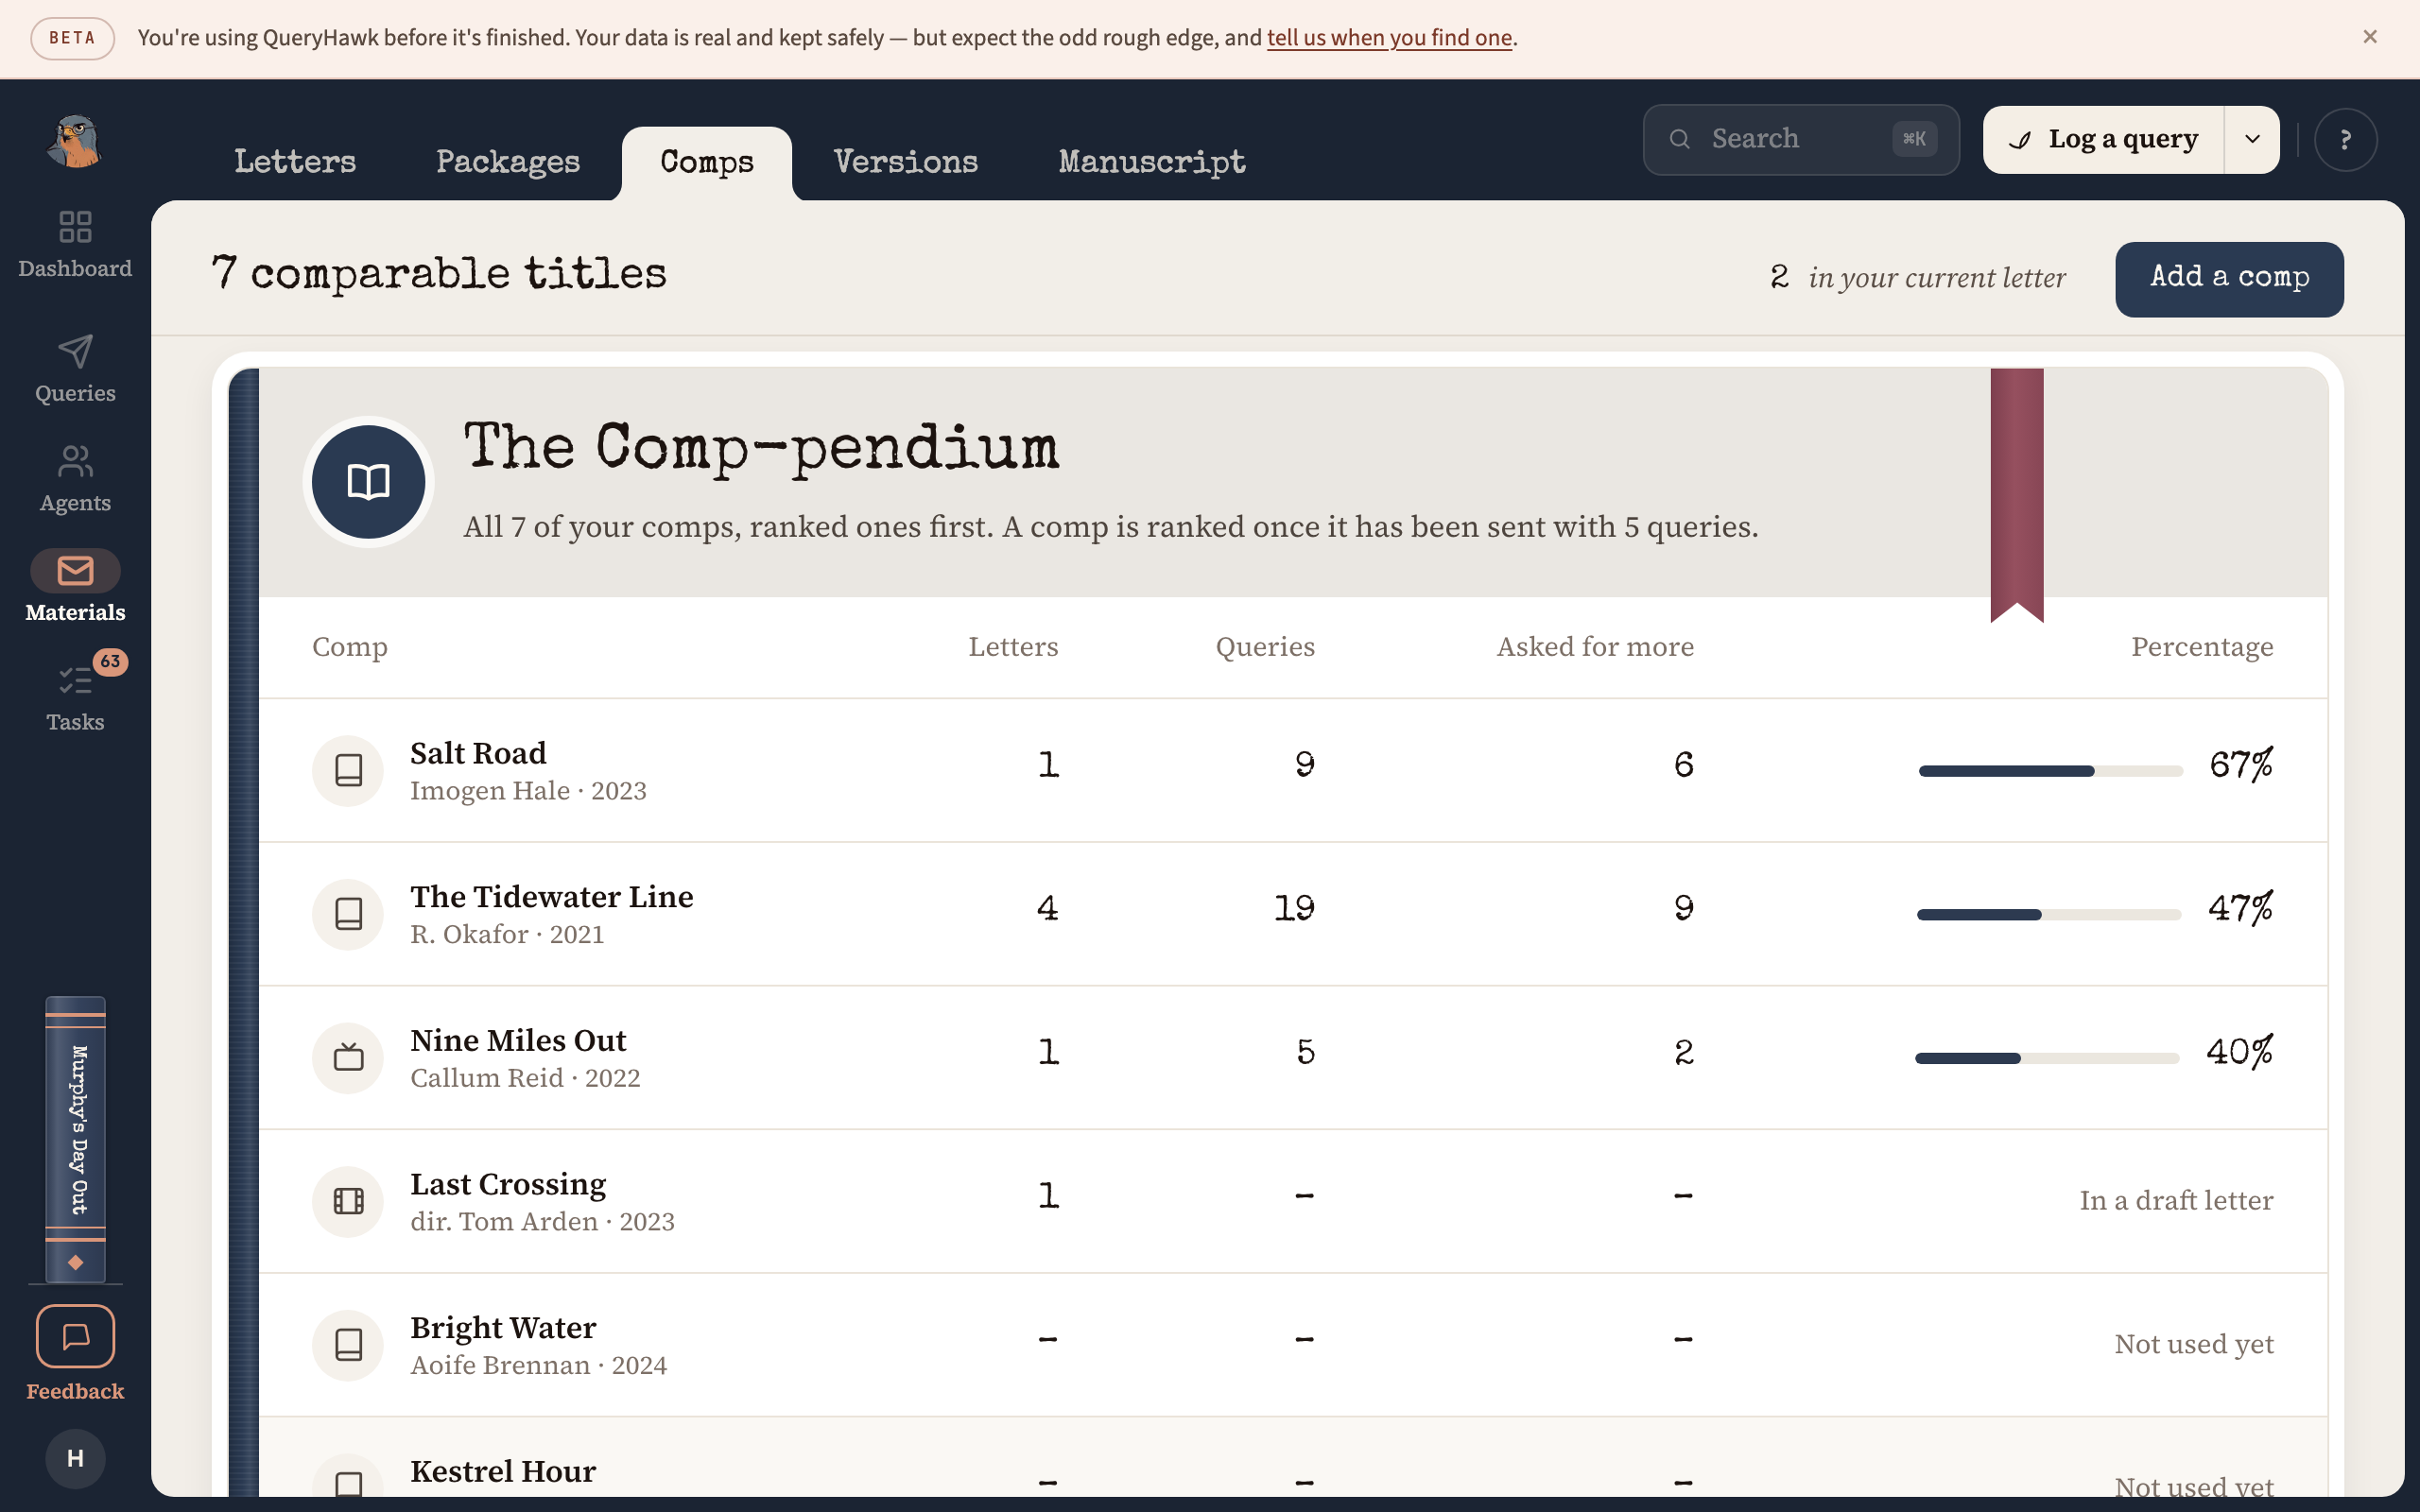 BETA
You're using QueryHawk before it's finished. Your data is real and kept safely — but expect the odd rough edge, and tell us when you find one.
×
Letters
Packages
Comps
Versions
Manuscript
Search
⌘K
Log a query
?
Dashboard
Queries
Agents
Materials
63
Tasks
Murphy's Day Out
Feedback
H
7 comparable titles
2 in your current letter
Add a comp
The Comp-pendium
All 7 of your comps, ranked ones first. A comp is ranked once it has been sent with 5 queries.
Comp Letters Queries Asked for more Percentage
Salt Road
Imogen Hale · 2023
1 9 6 67%
The Tidewater Line
R. Okafor · 2021
4 19 9 47%
Nine Miles Out
Callum Reid · 2022
1 5 2 40%
Last Crossing
dir. Tom Arden · 2023
1 – – In a draft letter
Bright Water
Aoife Brennan · 2024
– – – Not used yet
Kestrel Hour
– – – Not used yet